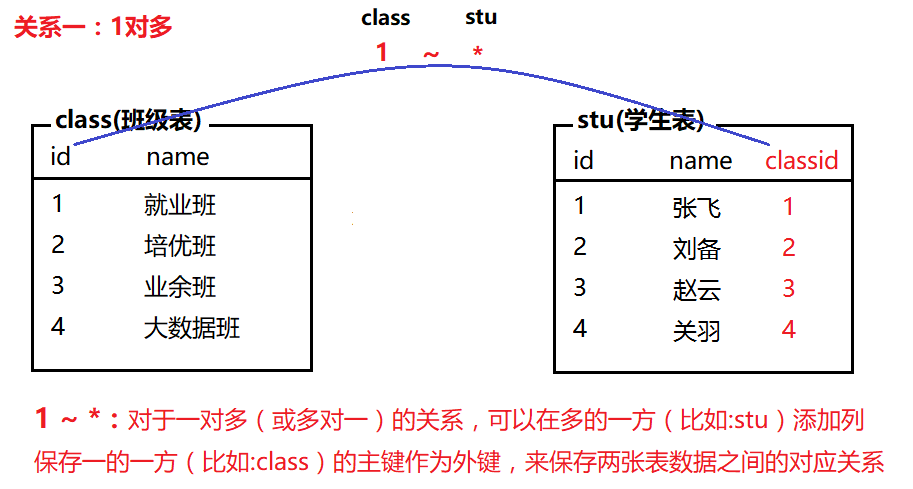 关系一：1对多
class stu
1 ~ *
class(班级表) stu(学生表)
id name id name classid
1 就业班 1 张飞 1
2 培优班 2 刘备 2
3 业余班 3 赵云 3
4 大数据班 4 关羽 4
1 ~ *：对于一对多（或多对一）的关系，可以在多的一方（比如:stu）添加列
保存一的一方（比如:class）的主键作为外键，来保存两张表数据之间的对应关系